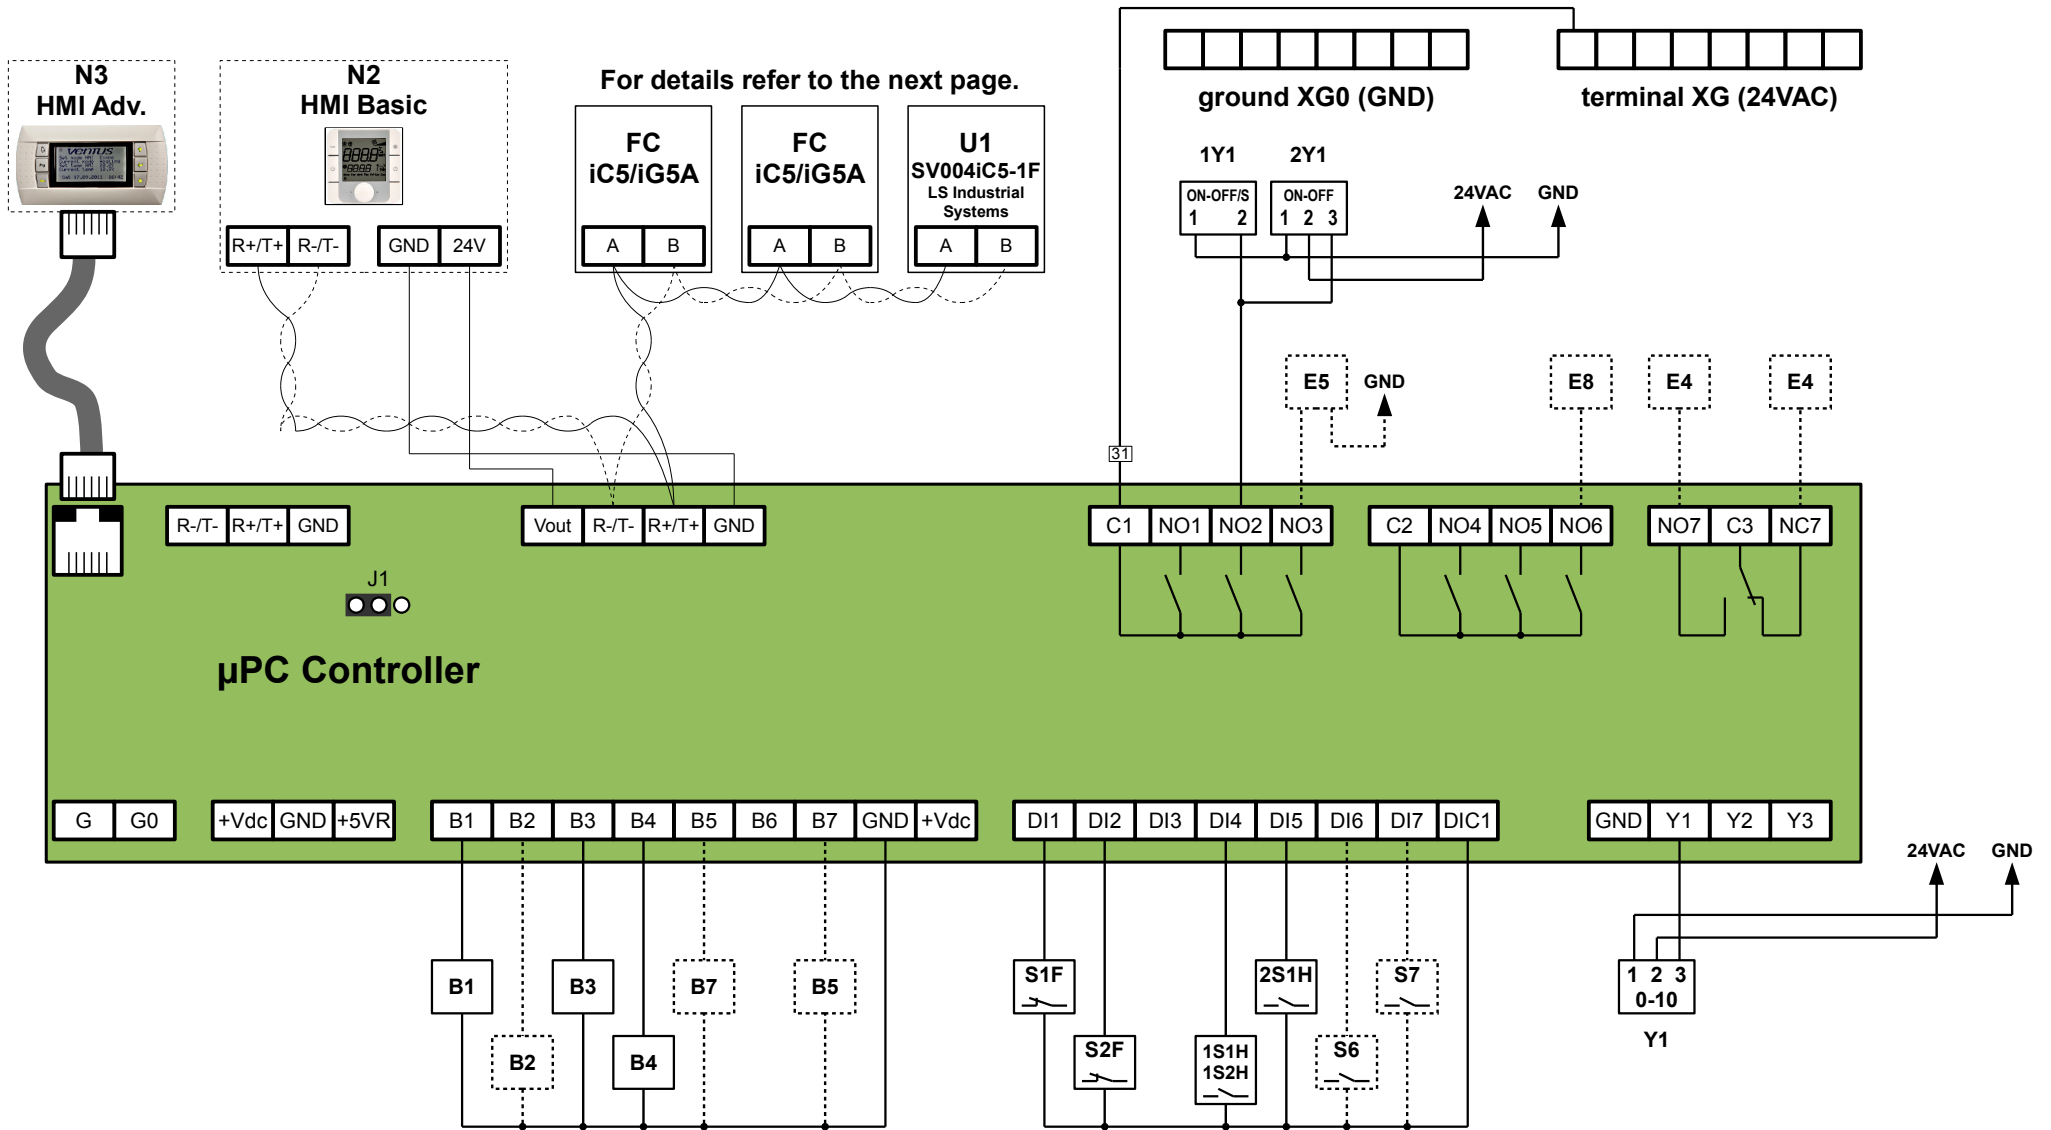 N3
HMI Adv.
VENTUS
N2
HMI Basic
R+/T+ R-/T- GND 24V
For details refer to the next page.
FC
iC5/iG5A
A B
FC
iC5/iG5A
A B
U1
SV004iC5-1F
LS Industrial
Systems
A B
ground XG0 (GND)
terminal XG (24VAC)
1Y1
ON-OFF/S
1 2
2Y1
ON-OFF
1 2 3
24VAC GND
E5 GND E8 E4 E4
31
R-/T- R+/T+ GND
Vout R-/T- R+/T+ GND
C1 NO1 NO2 NO3
C2 NO4 NO5 NO6
NO7 C3 NC7
J1
µPC Controller
G G0
+Vdc GND +5VR
B1 B2 B3 B4 B5 B6 B7 GND +Vdc
DI1 DI2 DI3 DI4 DI5 DI6 DI7 DIC1
GND Y1 Y2 Y3
24VAC GND
B1 B3 B7 B5
B2 B4
S1F 2S1H S7
S2F
1S1H
1S2H
S6
1 2 3
0-10
Y1